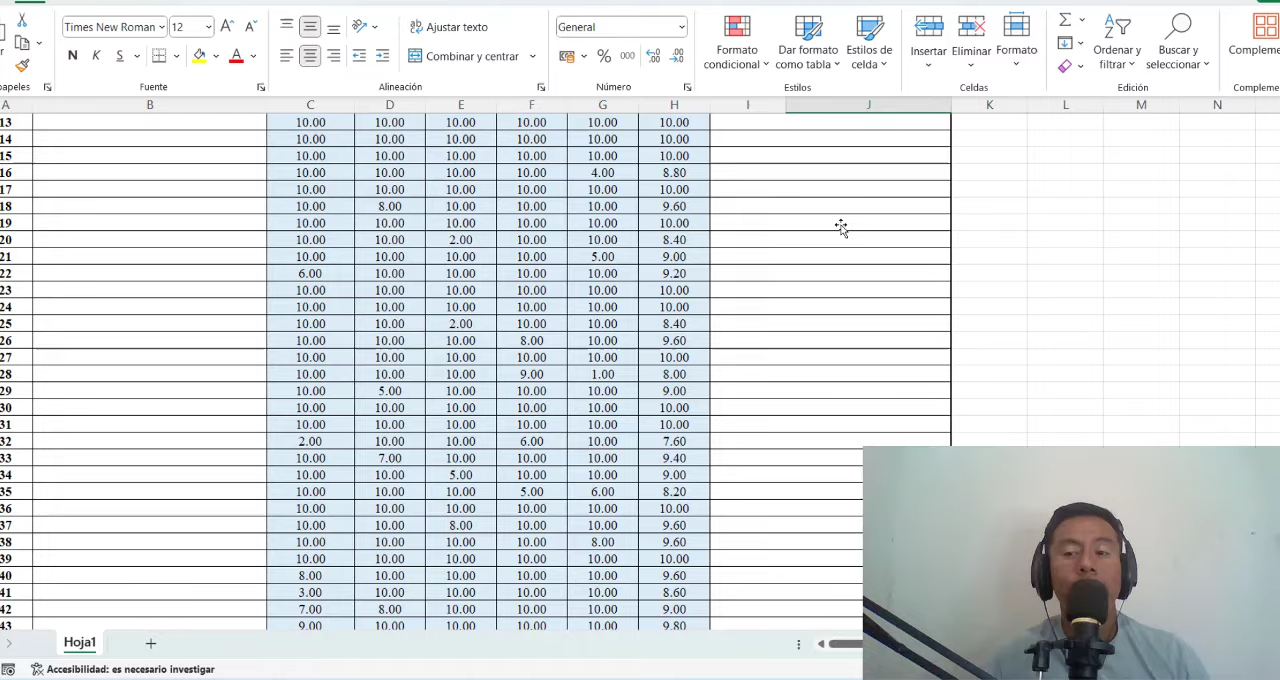 Times New Roman 12 Ajustar texto General
N K S A Combinar y centrar % 000
Formato condicional
Dar formato como tabla
Estilos de celda
Insertar Eliminar Formato
Ordenar y filtrar
Buscar y seleccionar
Fuente Alineación Número Estilos Celdas Edición
A B C D E F G H I J K L M N
13 10.00 10.00 10.00 10.00 10.00 10.00
14 10.00 10.00 10.00 10.00 10.00 10.00
15 10.00 10.00 10.00 10.00 10.00 10.00
16 10.00 10.00 10.00 10.00 4.00 8.80
17 10.00 10.00 10.00 10.00 10.00 10.00
18 10.00 8.00 10.00 10.00 10.00 9.60
19 10.00 10.00 10.00 10.00 10.00 10.00
20 10.00 10.00 2.00 10.00 10.00 8.40
21 10.00 10.00 10.00 10.00 5.00 9.00
22 6.00 10.00 10.00 10.00 10.00 9.20
23 10.00 10.00 10.00 10.00 10.00 10.00
24 10.00 10.00 10.00 10.00 10.00 10.00
25 10.00 10.00 2.00 10.00 10.00 8.40
26 10.00 10.00 10.00 8.00 10.00 9.60
27 10.00 10.00 10.00 10.00 10.00 10.00
28 10.00 10.00 10.00 9.00 1.00 8.00
29 10.00 5.00 10.00 10.00 10.00 9.00
30 10.00 10.00 10.00 10.00 10.00 10.00
31 10.00 10.00 10.00 10.00 10.00 10.00
32 2.00 10.00 10.00 6.00 10.00 7.60
33 10.00 7.00 10.00 10.00 10.00 9.40
34 10.00 10.00 5.00 10.00 10.00 9.00
35 10.00 10.00 10.00 5.00 6.00 8.20
36 10.00 10.00 10.00 10.00 10.00 10.00
37 10.00 10.00 8.00 10.00 10.00 9.60
38 10.00 10.00 10.00 10.00 8.00 9.60
39 10.00 10.00 10.00 10.00 10.00 10.00
40 8.00 10.00 10.00 10.00 10.00 9.60
41 3.00 10.00 10.00 10.00 10.00 8.60
42 7.00 8.00 10.00 10.00 10.00 9.00
43 9.00 10.00 10.00 10.00 10.00 9.80
Hoja1
Accesibilidad: es necesario investigar